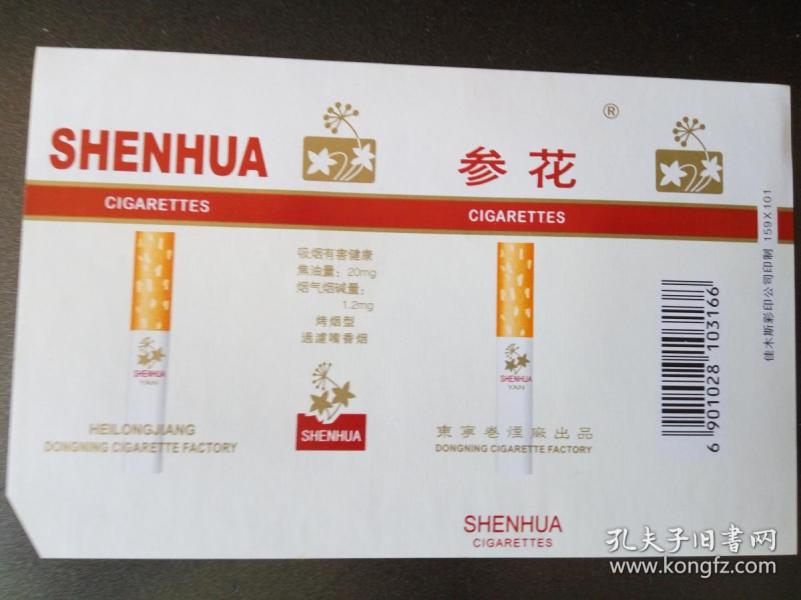 SHENHUA
CIGARETTES
SHENHUA
YAN
HEILONGJIANG
DONGNING CIGARETTE FACTORY
吸烟有害健康
焦油量：20mg
烟气烟碱量：
1.2mg
烤烟型
过滤嘴香烟
SHENHUA
参花
®
CIGARETTES
SHENHUA
YAN
東寧卷煙廠出品
DONGNING CIGARETTE FACTORY
SHENHUA
CIGARETTES
6 901028 103166
佳木斯彩印公司印制 159X101
孔夫子旧书网
www.kongfz.com